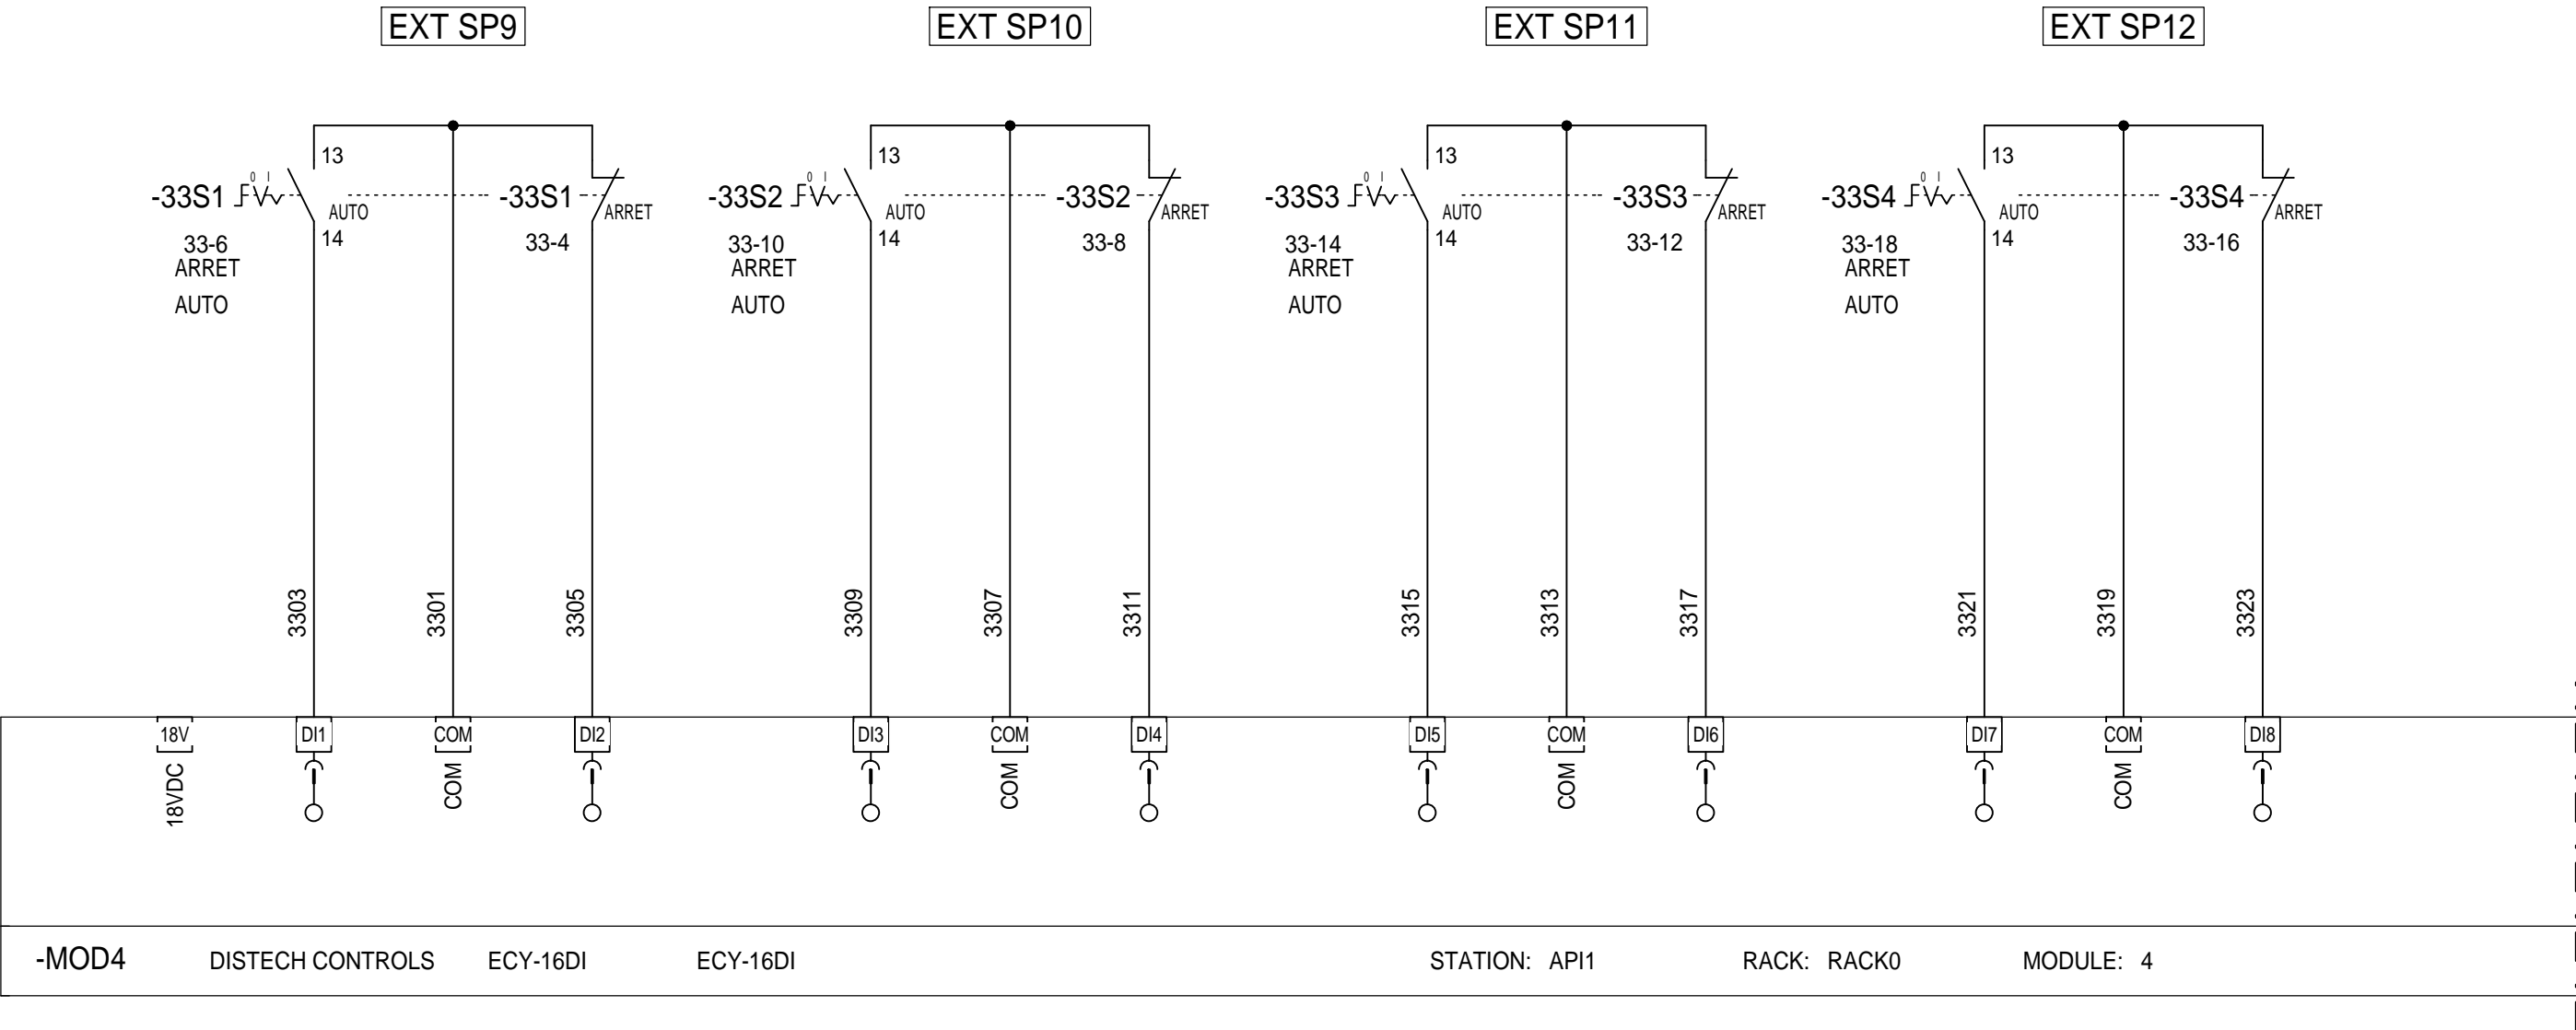 EXT SP9 EXT SP10 EXT SP11 EXT SP12
13 13 13 13
0 I 0 I 0 I 0 I
-33S1 -33S1 -33S2 -33S2 -33S3 -33S3 -33S4 -33S4
AUTO ARRET AUTO ARRET AUTO ARRET AUTO ARRET
33-6 14 33-4 33-10 14 33-8 33-14 14 33-12 33-18 14 33-16
ARRET ARRET ARRET ARRET
AUTO AUTO AUTO AUTO
3303 3301 3305 3309 3307 3311 3315 3313 3317 3321 3319 3323
18V DI1 COM DI2 DI3 COM DI4 DI5 COM DI6 DI7 COM DI8
18VDC COM COM COM COM
-MOD4 DISTECH CONTROLS ECY-16DI ECY-16DI STATION: API1 RACK: RACK0 MODULE: 4